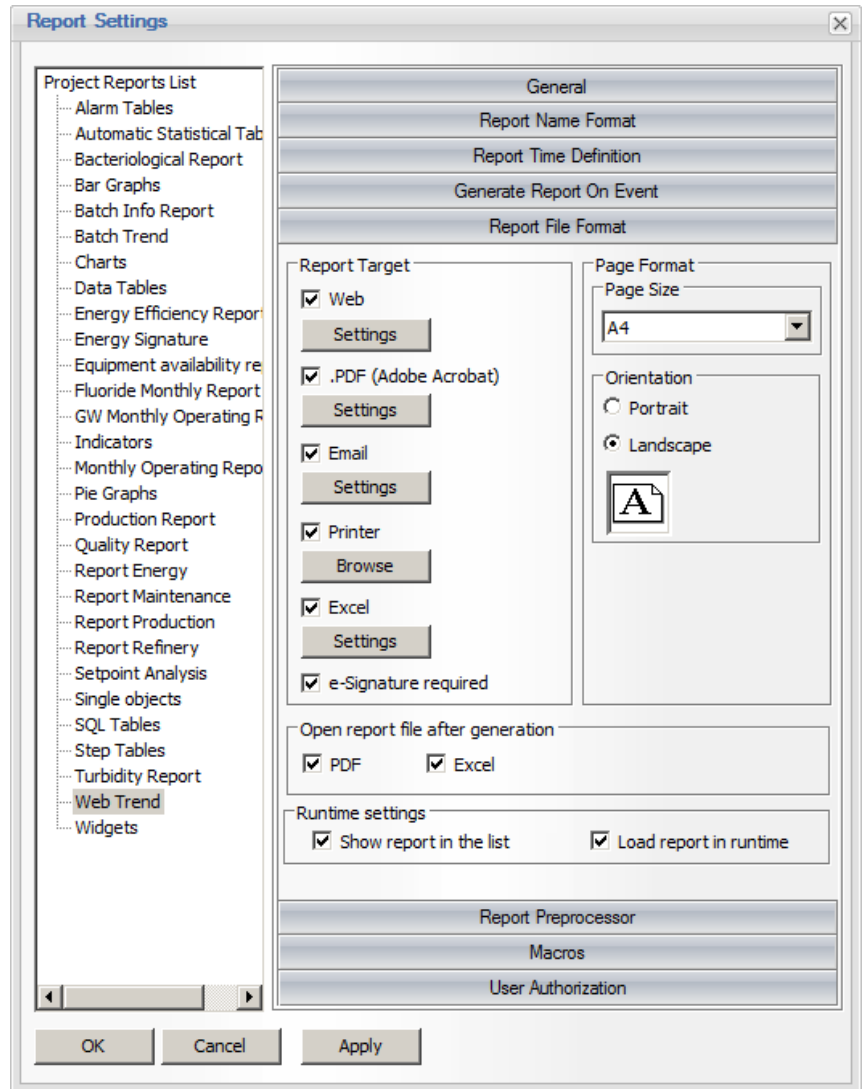 Report Settings
Project Reports List
Alarm Tables
Automatic Statistical Tab
Bacteriological Report
Bar Graphs
Batch Info Report
Batch Trend
Charts
Data Tables
Energy Efficiency Report
Energy Signature
Equipment availability re
Fluoride Monthly Report
GW Monthly Operating R
Indicators
Monthly Operating Repo
Pie Graphs
Production Report
Quality Report
Report Energy
Report Maintenance
Report Production
Report Refinery
Setpoint Analysis
Single objects
SQL Tables
Step Tables
Turbidity Report
Web Trend
Widgets
General
Report Name Format
Report Time Definition
Generate Report On Event
Report File Format
Report Target
Web
Settings
.PDF (Adobe Acrobat)
Settings
Email
Settings
Printer
Browse
Excel
Settings
e-Signature required
Page Format
Page Size
A4
Orientation
Portrait
Landscape
A
Open report file after generation
PDF Excel
Runtime settings
Show report in the list Load report in runtime
Report Preprocessor
Macros
User Authorization
OK Cancel Apply